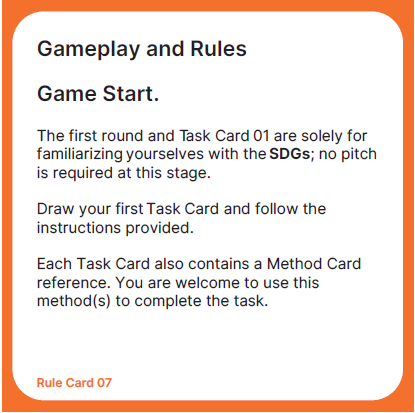 Gameplay and Rules
Game Start.
The first round and Task Card 01 are solely for
familiarizing yourselves with the SDGs; no pitch
is required at this stage.
Draw your first Task Card and follow the
instructions provided.
Each Task Card also contains a Method Card
reference. You are welcome to use this
method(s) to complete the task.
Rule Card 07